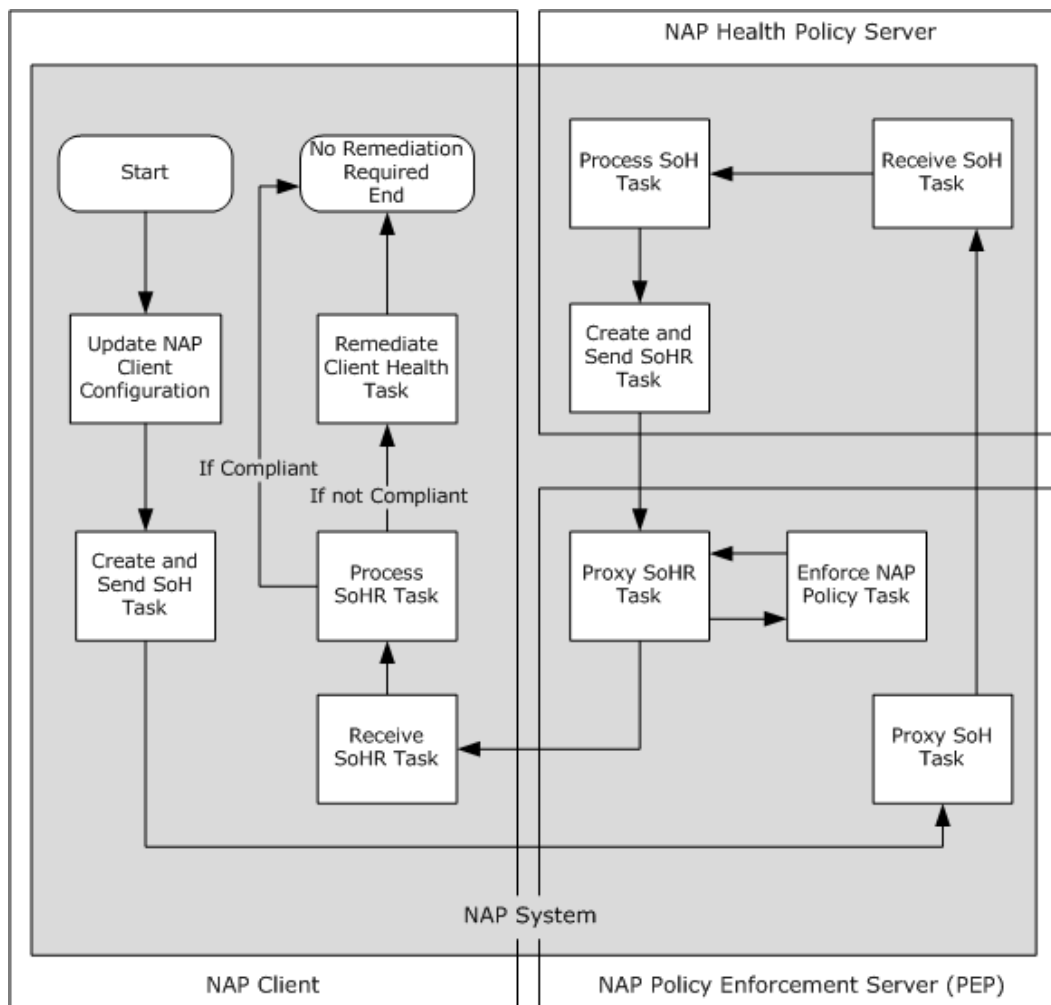 NAP Health Policy Server
Start
No Remediation
Required
End
Process SoH
Task
Receive SoH
Task
Update NAP
Client
Configuration
Remediate
Client Health
Task
Create and
Send SoHR
Task
If Compliant
If not Compliant
Create and
Send SoH
Task
Process
SoHR Task
Proxy SoHR
Task
Enforce NAP
Policy Task
Receive
SoHR Task
Proxy SoH
Task
NAP System
NAP Client
NAP Policy Enforcement Server (PEP)